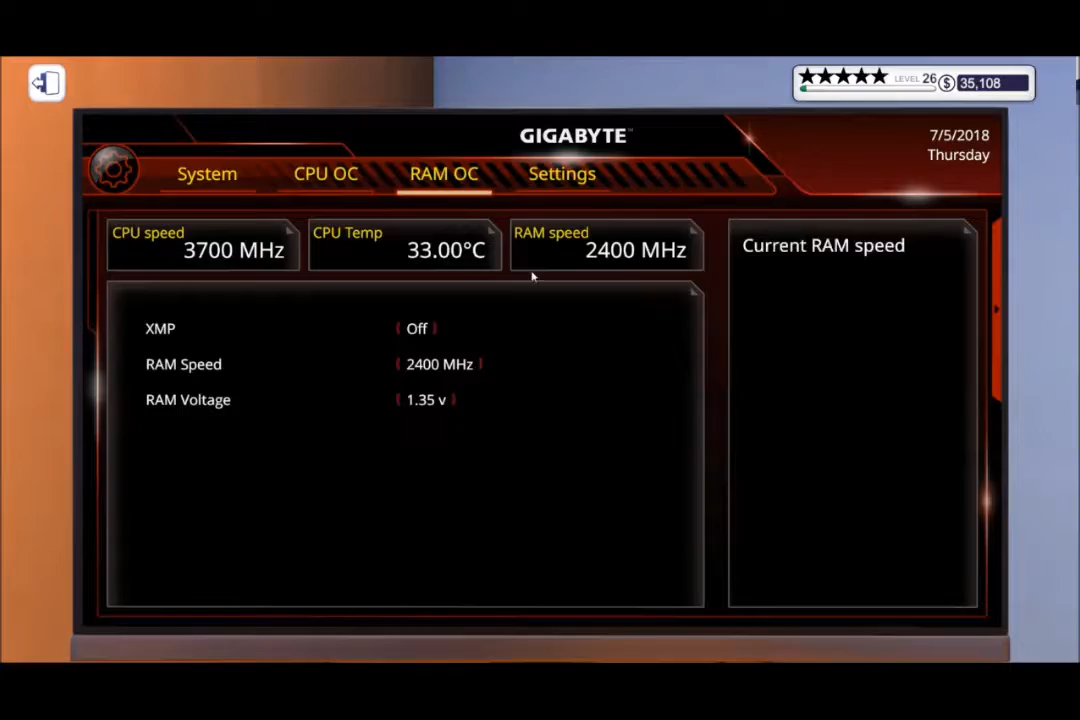 LEVEL 26 $ 35,108
GIGABYTE™
7/5/2018
Thursday
System CPU OC RAM OC Settings
CPU speed
3700 MHz
CPU Temp
33.00°C
RAM speed
2400 MHz
Current RAM speed
XMP Off
RAM Speed 2400 MHz
RAM Voltage 1.35 v